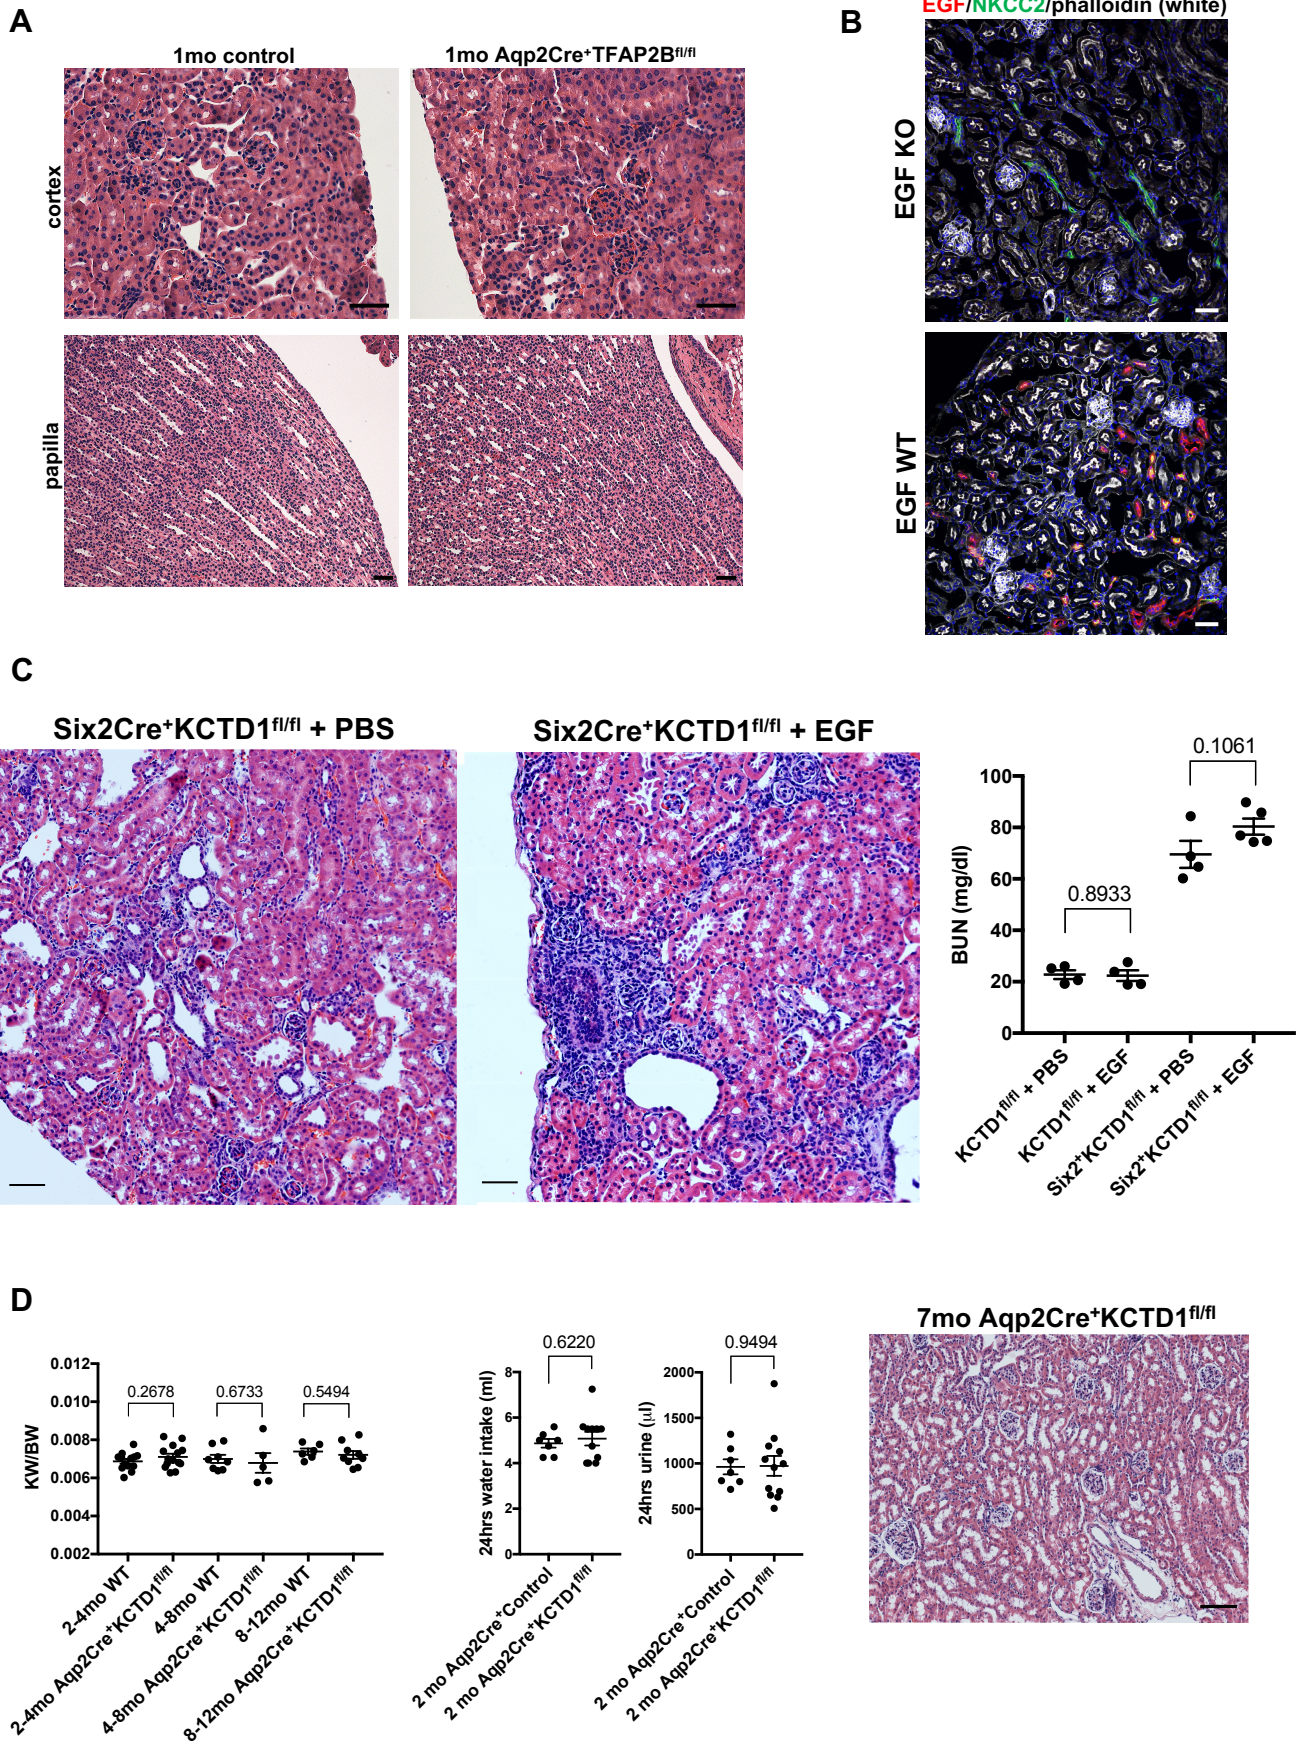 A
1mo control
1mo Aqp2Cre⁺TFAP2Bfl/fl
cortex
papilla
B
EGF/NKCC2/phalloidin (white)
EGF KO
EGF WT
C
Six2Cre⁺KCTD1fl/fl + PBS
Six2Cre⁺KCTD1fl/fl + EGF
0.1061
0.8933
BUN (mg/dl)
100
80
60
40
20
0
KCTD1fl/fl + PBS
KCTD1fl/fl + EGF
Six2⁺KCTD1fl/fl + PBS
Six2⁺KCTD1fl/fl + EGF
D
KW/BW
0.012
0.010
0.008
0.006
0.004
0.002
0.2678
0.6733
0.5494
2-4mo WT
2-4mo Aqp2Cre⁺KCTD1fl/fl
4-8mo WT
4-8mo Aqp2Cre⁺KCTD1fl/fl
8-12mo WT
8-12mo Aqp2Cre⁺KCTD1fl/fl
0.6220
24hrs water intake (ml)
8
6
4
2
0
2 mo Aqp2Cre⁺Control
2 mo Aqp2Cre⁺KCTD1fl/fl
0.9494
24hrs urine (µl)
2000
1500
1000
500
0
2 mo Aqp2Cre⁺Control
2 mo Aqp2Cre⁺KCTD1fl/fl
7mo Aqp2Cre⁺KCTD1fl/fl